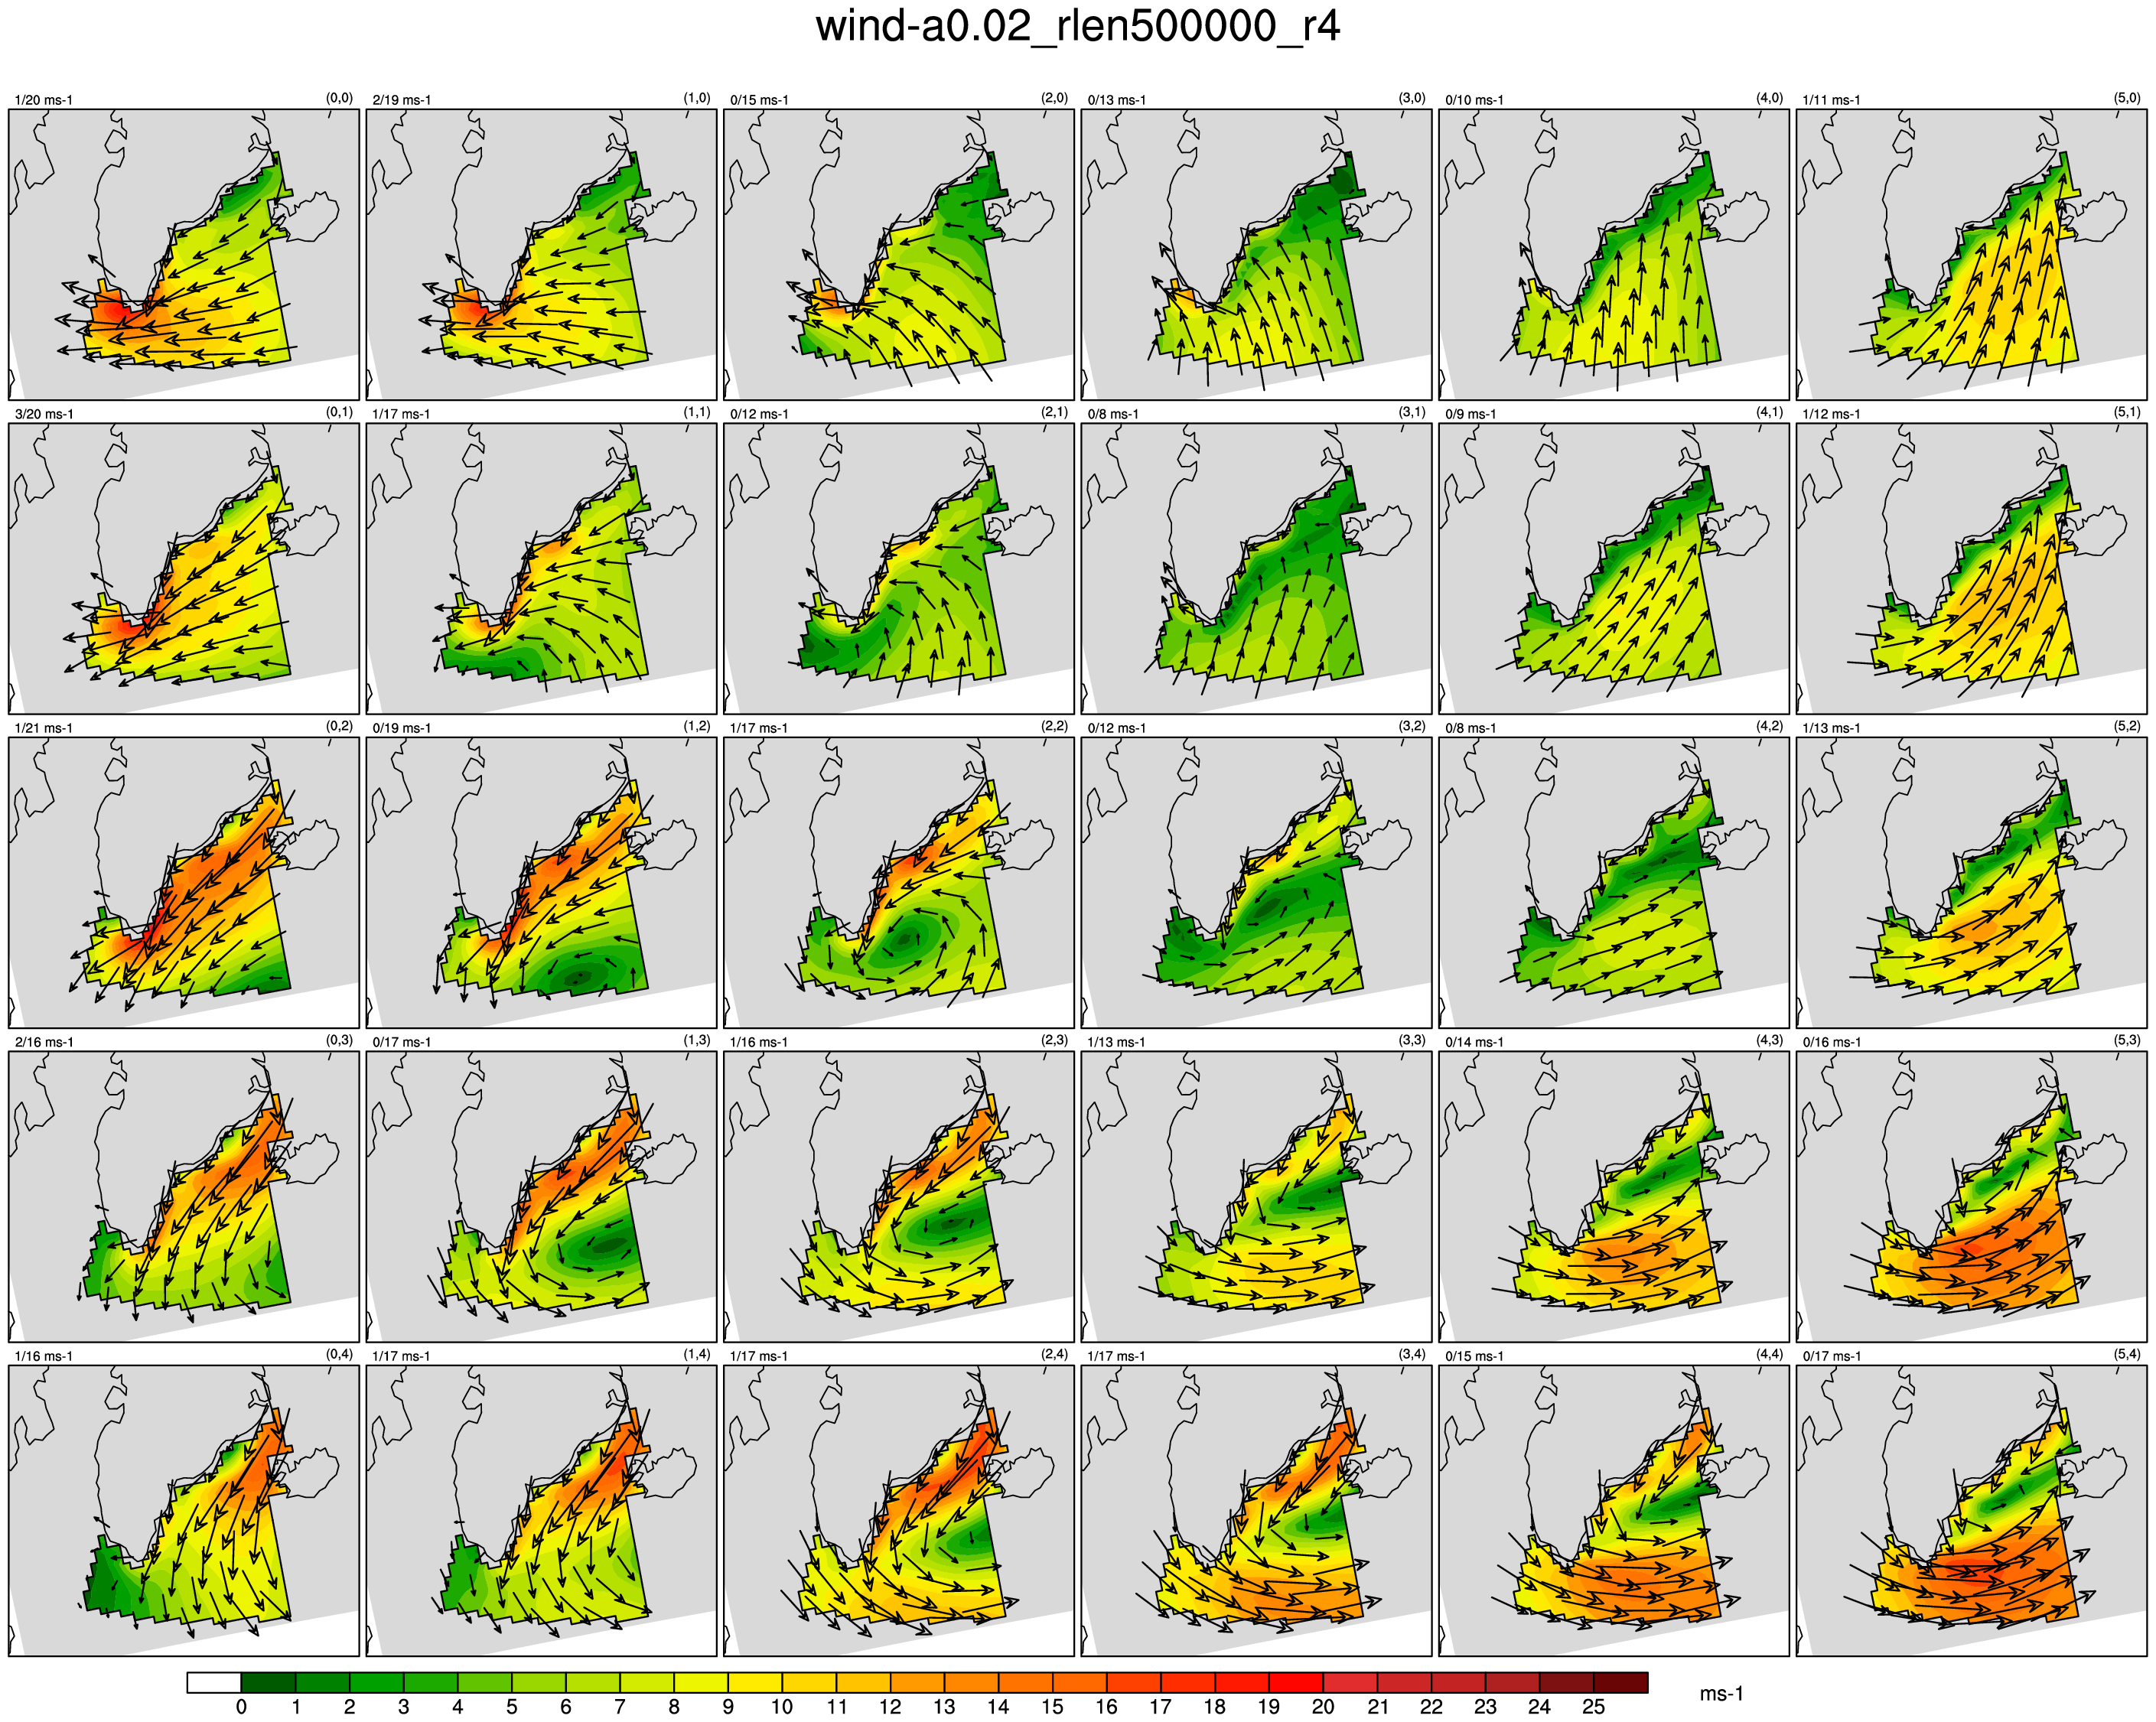 wind-a0.02_rlen500000_r4
1/20 ms-1 (0,0) 2/19 ms-1 (1,0) 0/15 ms-1 (2,0) 0/13 ms-1 (3,0) 0/10 ms-1 (4,0) 1/11 ms-1 (5,0)
3/20 ms-1 (0,1) 1/17 ms-1 (1,1) 0/12 ms-1 (2,1) 0/8 ms-1 (3,1) 0/9 ms-1 (4,1) 1/12 ms-1 (5,1)
1/21 ms-1 (0,2) 0/19 ms-1 (1,2) 1/17 ms-1 (2,2) 0/12 ms-1 (3,2) 0/8 ms-1 (4,2) 1/13 ms-1 (5,2)
2/16 ms-1 (0,3) 0/17 ms-1 (1,3) 1/16 ms-1 (2,3) 1/13 ms-1 (3,3) 0/14 ms-1 (4,3) 0/16 ms-1 (5,3)
1/16 ms-1 (0,4) 1/17 ms-1 (1,4) 1/17 ms-1 (2,4) 1/17 ms-1 (3,4) 0/15 ms-1 (4,4) 0/17 ms-1 (5,4)
0 1 2 3 4 5 6 7 8 9 10 11 12 13 14 15 16 17 18 19 20 21 22 23 24 25 ms-1